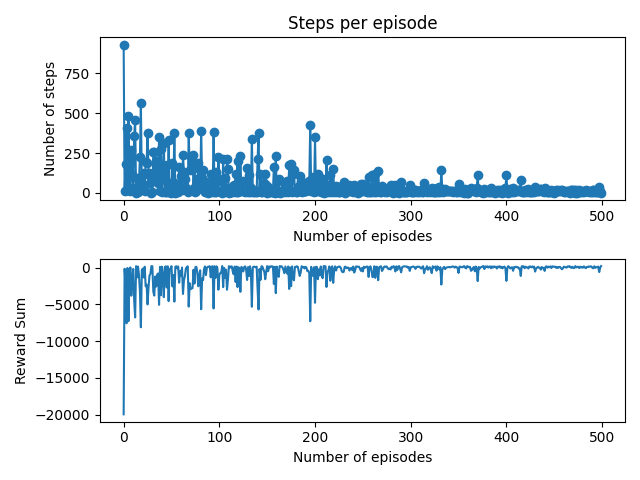 Steps per episode
Number of steps
750
500
250
0
0 100 200 300 400 500
Number of episodes
Reward Sum
0
−5000
−10000
−15000
−20000
0 100 200 300 400 500
Number of episodes